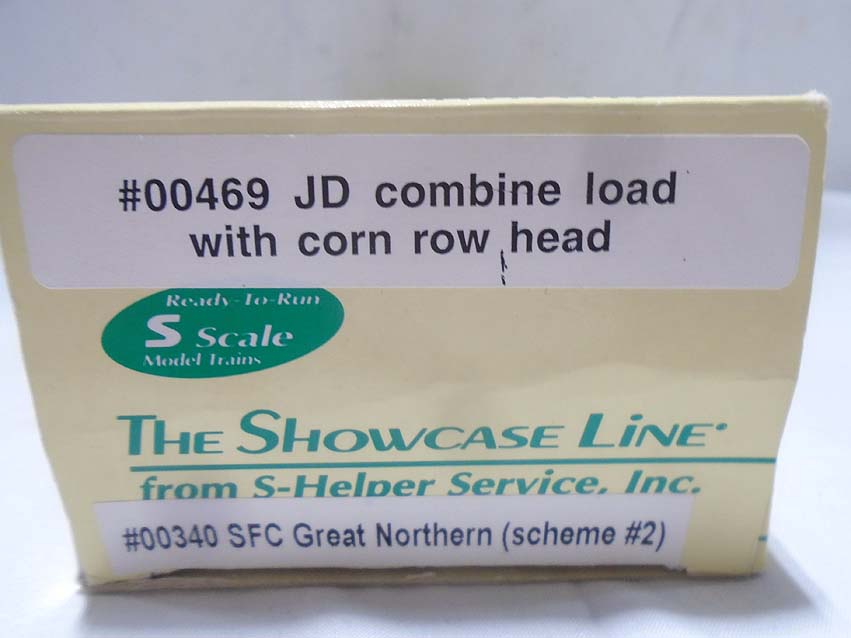 #00469 JD combine load
with corn row head
Ready-To-Run
S Scale
Model Trains
THE SHOWCASE LINE
from S-Helper Service, Inc.
#00340 SFC Great Northern (scheme #2)